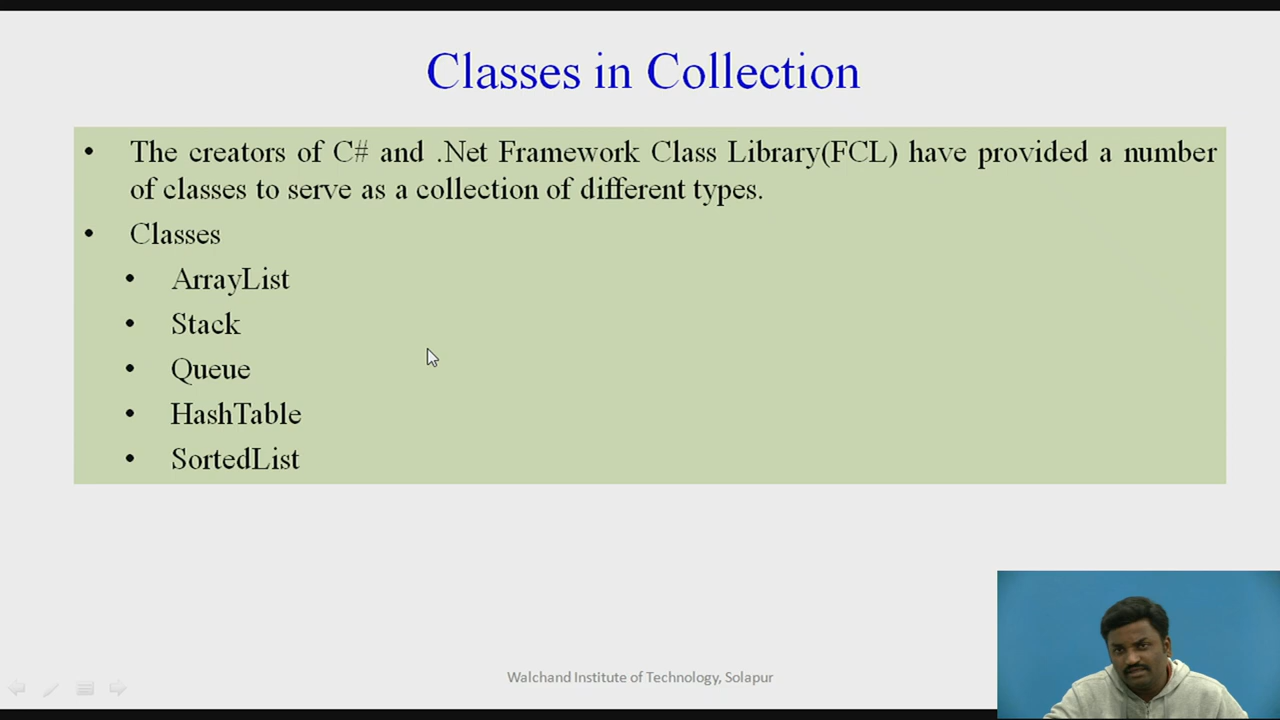 Classes in Collection
• The creators of C# and .Net Framework Class Library(FCL) have provided a number
of classes to serve as a collection of different types.
• Classes
• ArrayList
• Stack
• Queue
• HashTable
• SortedList
Walchand Institute of Technology, Solapur